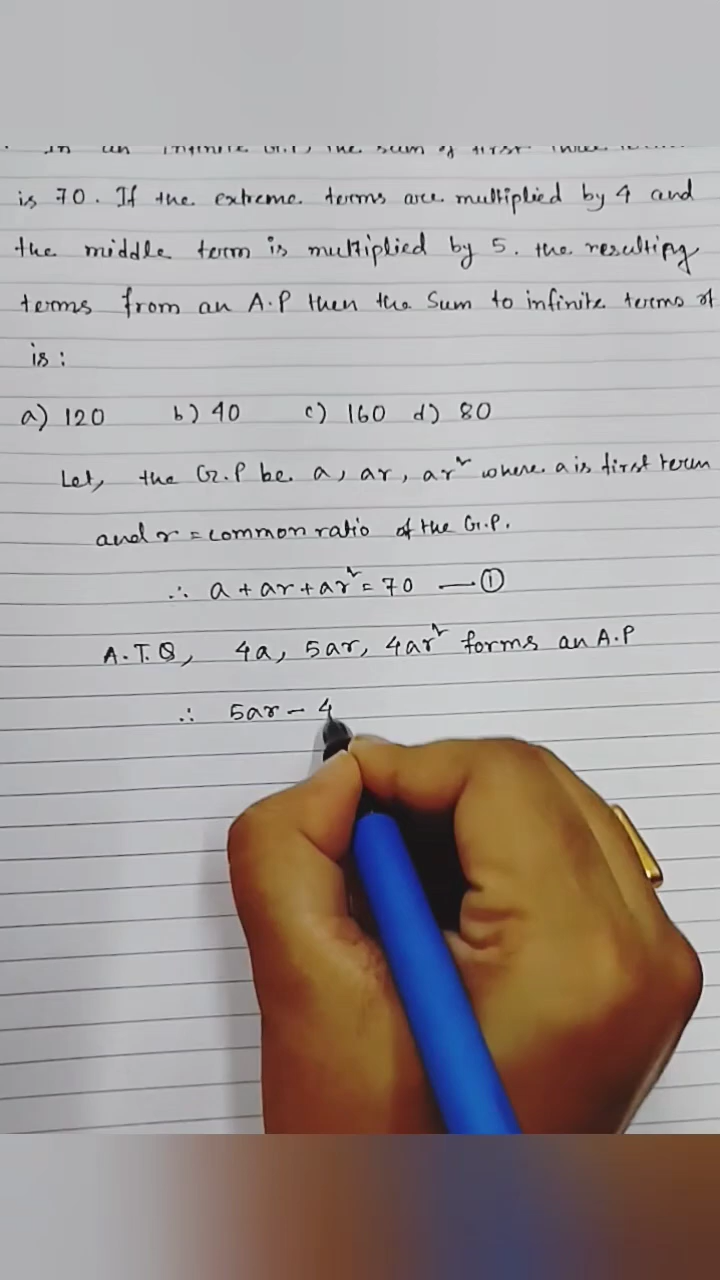 is 70. If the extreme terms are multiplied by 4 and
the middle term is multiplied by 5. the resulting
terms from an A.P then the Sum to infinite terms of
is :
a) 120 b) 40 c) 160 d) 80
Let, the G.P be a, ar, ar² where a is first term
and r = common ratio of the G.P.
∴ a + ar + ar² = 70 — ①
A.T.Q, 4a, 5ar, 4ar² forms an A.P
∴ 5ar - 4